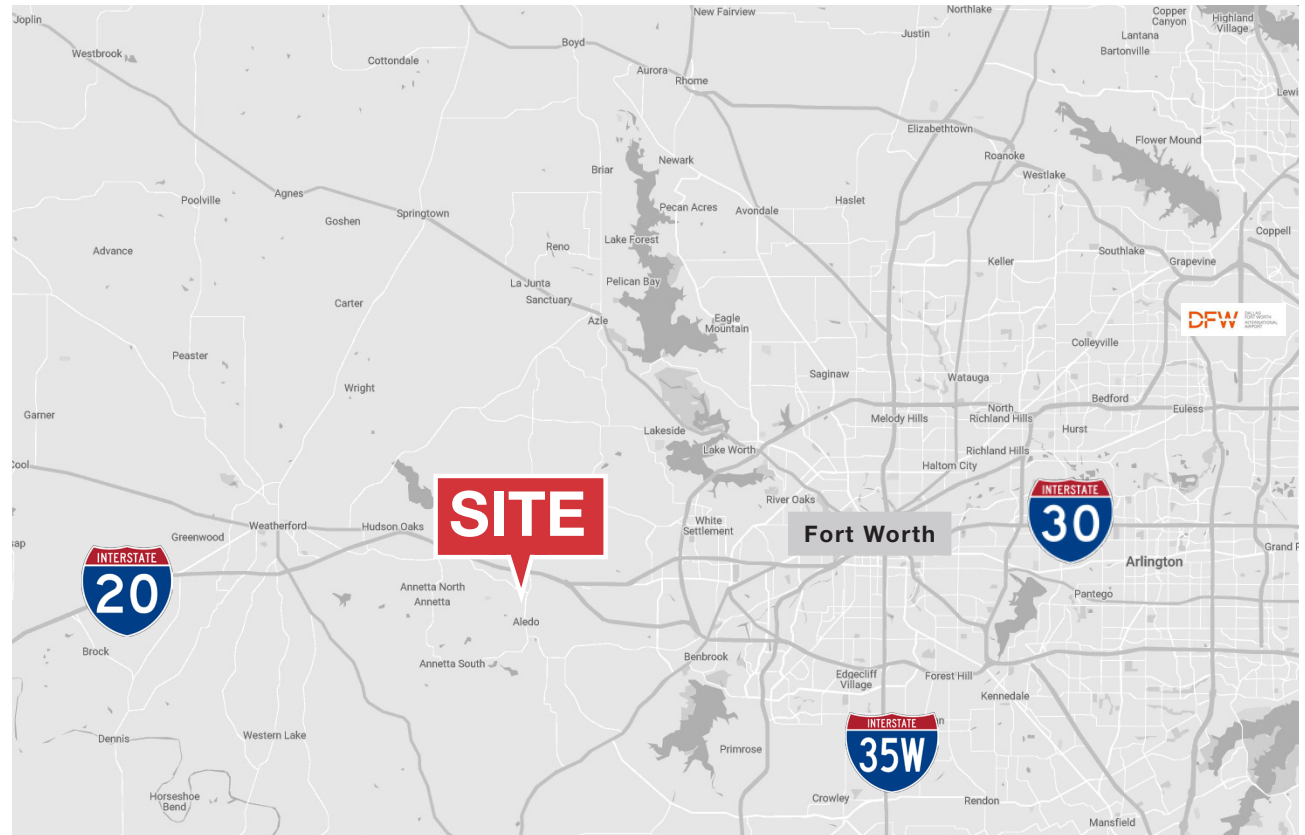 Joplin
New Fairview
Northlake
Copper
Canyon
Highland
Village
Westbrook
Cottondale
Boyd
Justin
Lantana
Bartonville
Aurora
Rhome
Elizabethtown
Flower Mound
Roanoke
Westlake
Newark
Briar
Poolville
Agnes
Goshen
Springtown
Pecan Acres
Avondale
Haslet
Advance
Reno
Lake Forest
Southlake
Coppell
Keller
Grapevine
La Junta
Sanctuary
Pelican Bay
Carter
Azle
Eagle
Mountain
DFW
DALLAS
FORT WORTH
INTERNATIONAL
AIRPORT
Colleyville
Peaster
Wright
Saginaw
Watauga
Bedford
Garner
Melody Hills
North
Richland Hills
Euless
Lakeside
Hurst
Lake Worth
Richland Hills
Haltom City
SITE
INTERSTATE
30
River Oaks
White
Settlement
Fort Worth
Weatherford
Hudson Oaks
Greenwood
Arlington
INTERSTATE
20
Annetta North
Annetta
Pantego
Aledo
Brock
Annetta South
Benbrook
Edgecliff
Village
Forest Hill
Kennedale
INTERSTATE
35W
Dennis
Western Lake
Primrose
Horseshoe
Bend
Crowley
Rendon
Mansfield